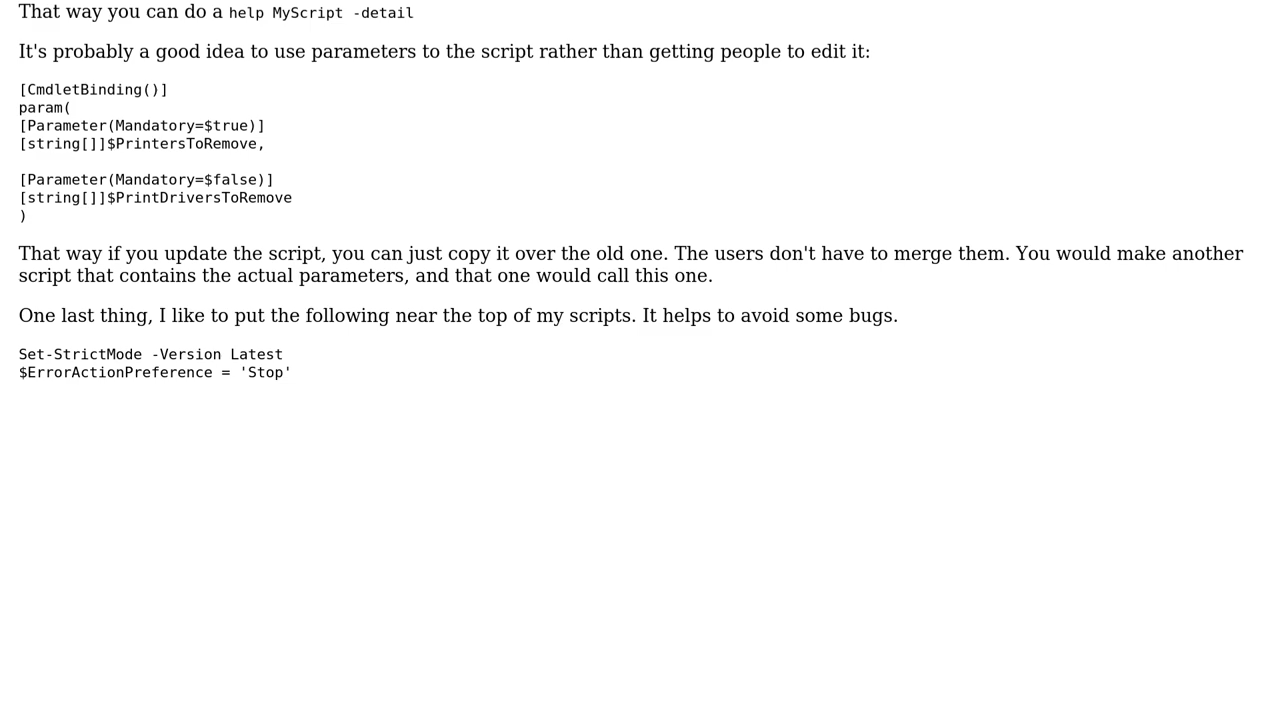 That way you can do a help MyScript -detail
It's probably a good idea to use parameters to the script rather than getting people to edit it:
[CmdletBinding()]
param(
[Parameter(Mandatory=$true)]
[string[]]$PrintersToRemove,
[Parameter(Mandatory=$false)]
[string[]]$PrintDriversToRemove
)
That way if you update the script, you can just copy it over the old one. The users don't have to merge them. You would make another
script that contains the actual parameters, and that one would call this one.
One last thing, I like to put the following near the top of my scripts. It helps to avoid some bugs.
Set-StrictMode -Version Latest
$ErrorActionPreference = 'Stop'